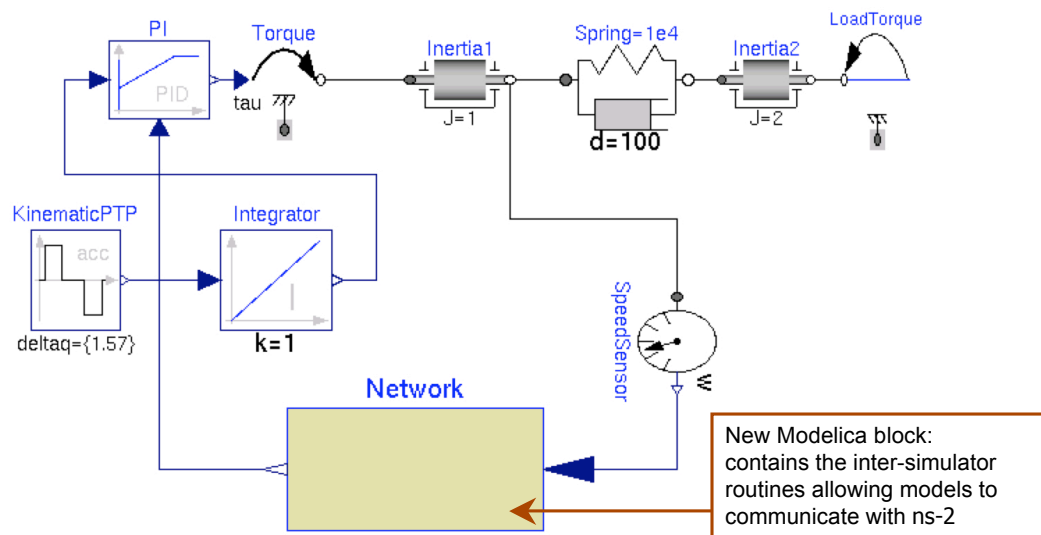 PI
PID
Torque
tau
Inertia1
J=1
Spring=1e4
d=100
Inertia2
J=2
LoadTorque
KinematicPTP
acc
deltaq={1.57}
Integrator
I
k=1
SpeedSensor
w
Network
New Modelica block:
contains the inter-simulator
routines allowing models to
communicate with ns-2